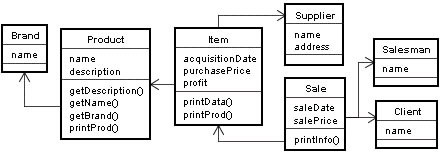 Brand
name
Product
name
description
getDescription()
getName()
getBrand()
printProd()
Item
acquisitionDate
purchasePrice
profit
printData()
printProd()
Supplier
name
address
Sale
saleDate
salePrice
printInfo()
Salesman
name
Client
name